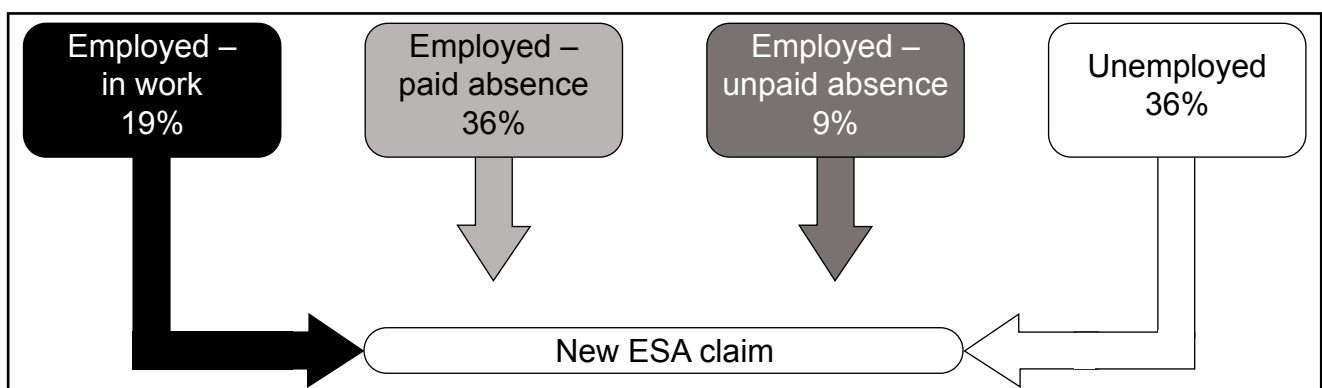 Employed –
in work
19%
Employed –
paid absence
36%
Employed –
unpaid absence
9%
Unemployed
36%
New ESA claim